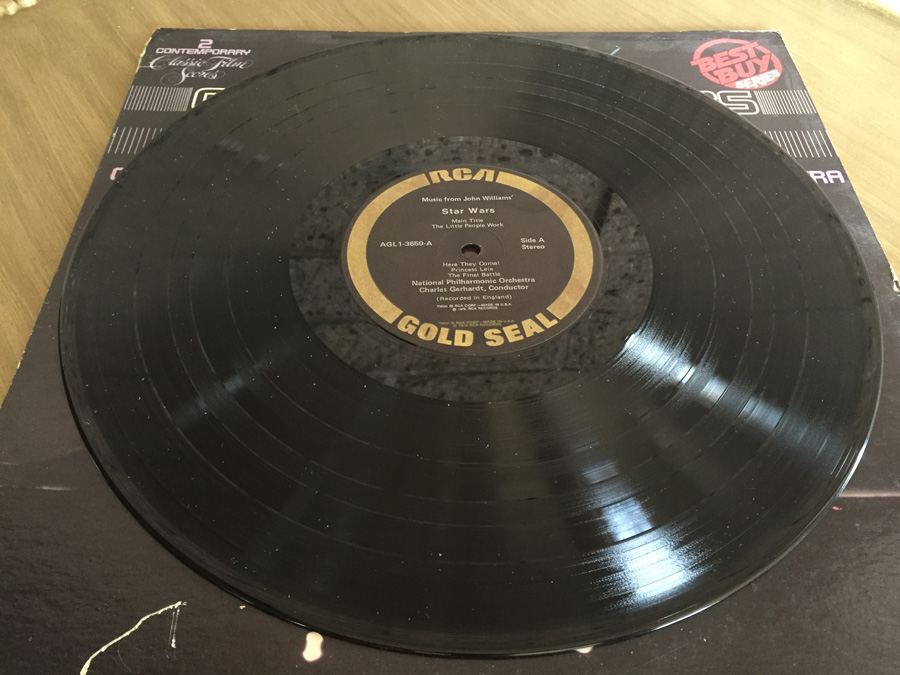 2
CONTEMPORARY
Classic Film
Scores
BEST
BUY
SERIES
S
RA
RCA
Music from John Williams'
Star Wars
Main Title
The Little People Work
AGL1-3650-A
Side A
Stereo
Here They Come!
Princess Leia
The Final Battle
National Philharmonic Orchestra
Charles Gerhardt, Conductor
(Recorded in England)
GOLD SEAL